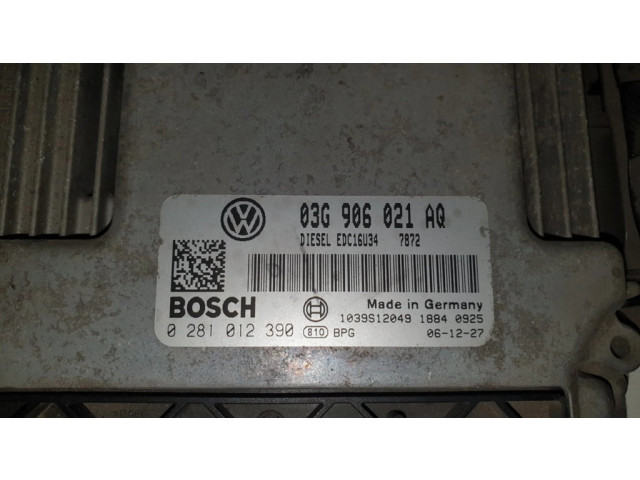 03G 906 021 AQ
DIESEL EDC16U34 7872
BOSCH
Made in Germany
1039S12049 1884 0925
0 281 012 390 810 BPG 06-12-27